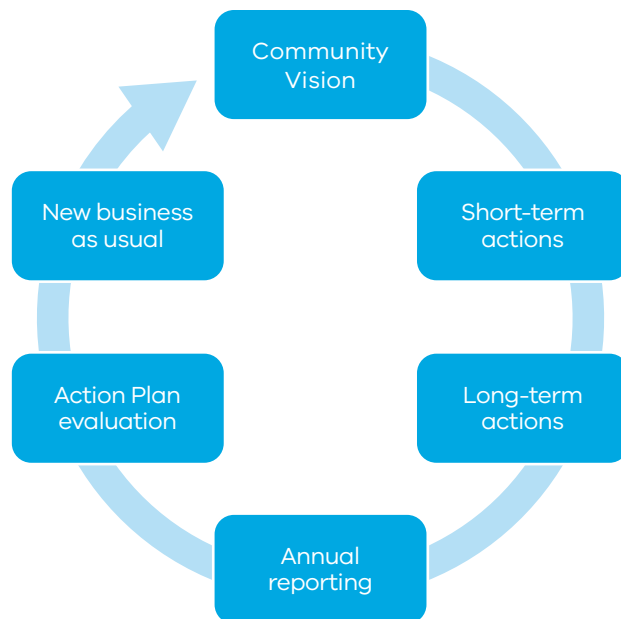 Community
Vision
Short-term
actions
Long-term
actions
Annual
reporting
Action Plan
evaluation
New business
as usual